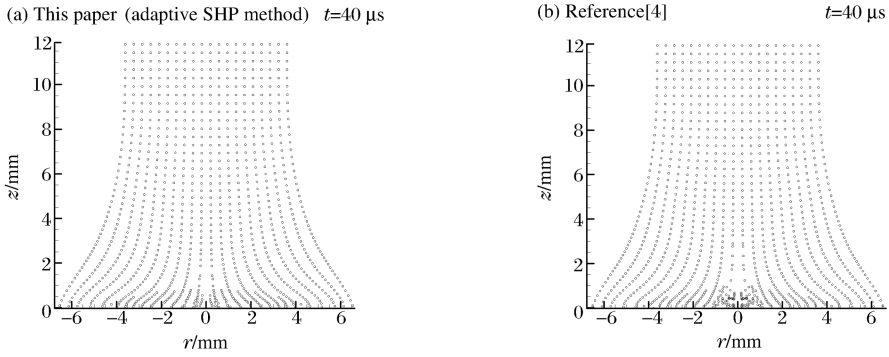 (a) This paper (adaptive SHP method) t=40 μs
12
10
8
6
4
2
0
z/mm
−6 −4 −2 0 2 4 6
r/mm
(b) Reference[4] t=40 μs
12
10
8
6
4
2
0
z/mm
−6 −4 −2 0 2 4 6
r/mm